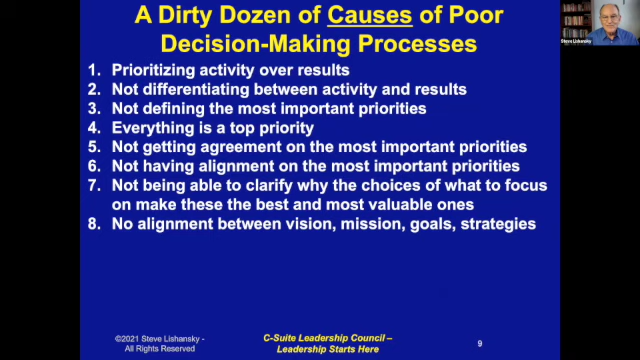 A Dirty Dozen of Causes of Poor
Decision-Making Processes
Steve Lishansky
1. Prioritizing activity over results
2. Not differentiating between activity and results
3. Not defining the most important priorities
4. Everything is a top priority
5. Not getting agreement on the most important priorities
6. Not having alignment on the most important priorities
7. Not being able to clarify why the choices of what to focus
on make these the best and most valuable ones
8. No alignment between vision, mission, goals, strategies
©2021 Steve Lishansky -
All Rights Reserved
C-Suite Leadership Council–
Leadership Starts Here
9